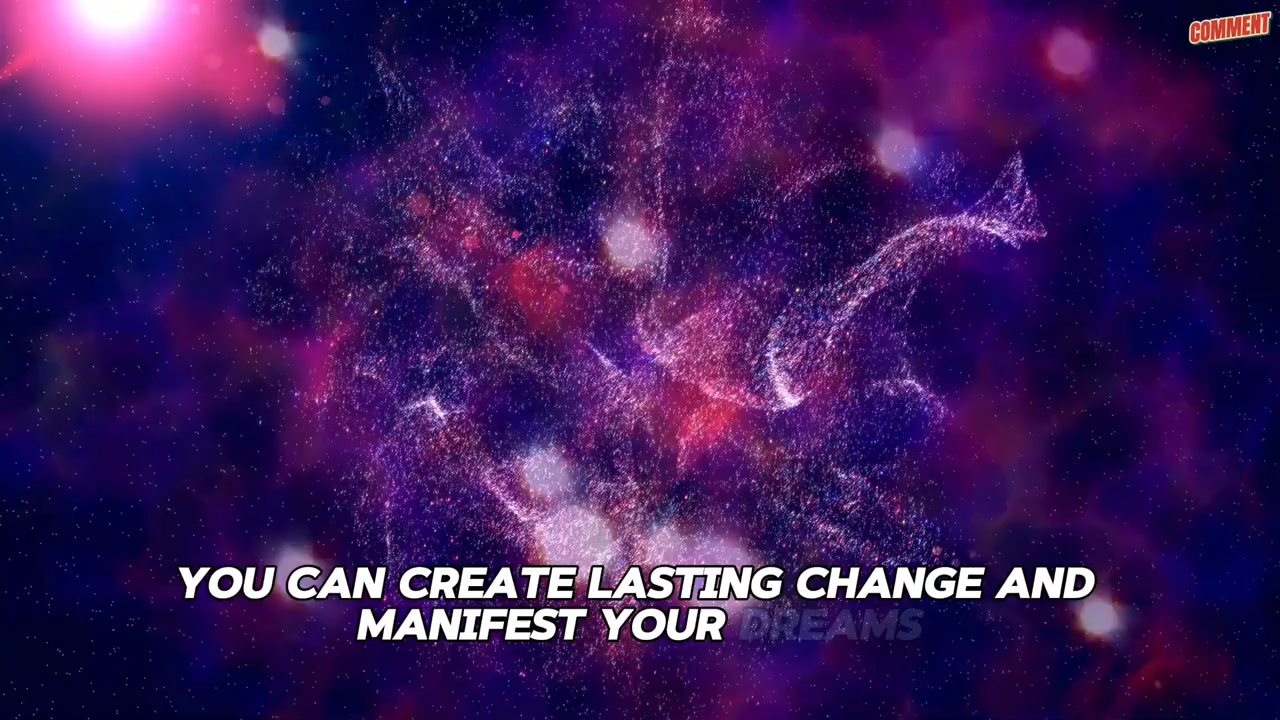 COMMENT
YOU CAN CREATE LASTING CHANGE AND
MANIFEST YOUR DREAMS